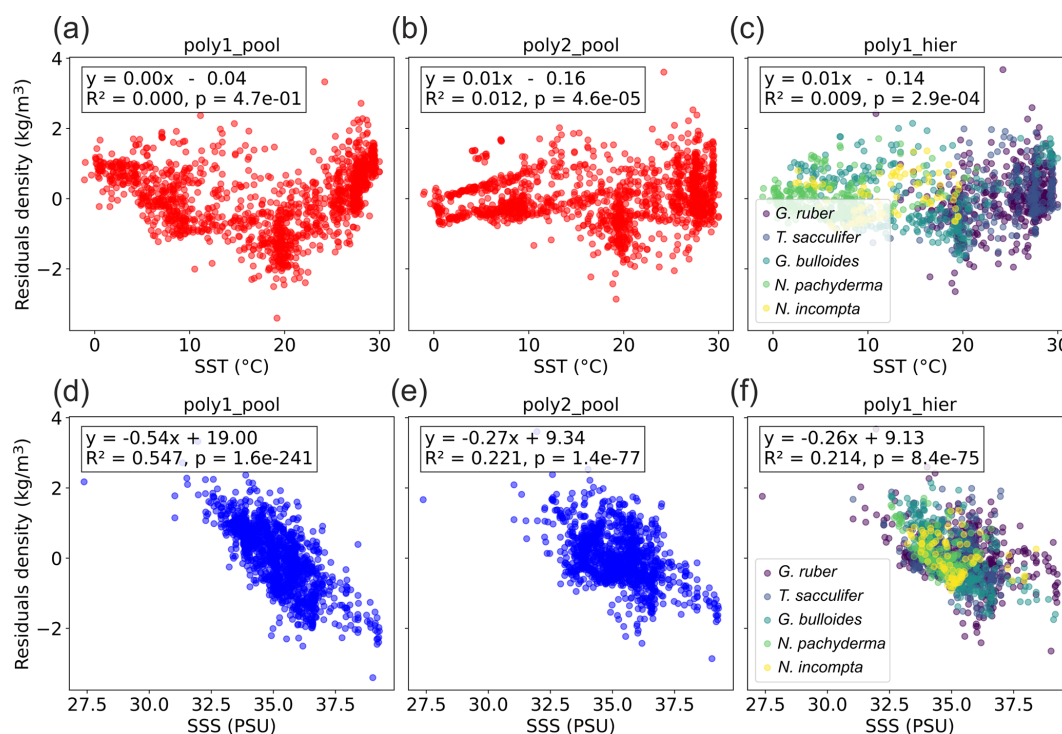 (a)
poly1_pool
(b)
poly2_pool
(c)
poly1_hier
y = 0.00x - 0.04
R² = 0.000, p = 4.7e-01
y = 0.01x - 0.16
R² = 0.012, p = 4.6e-05
y = 0.01x - 0.14
R² = 0.009, p = 2.9e-04
Residuals density (kg/m³)
4
2
0
−2
G. ruber
T. sacculifer
G. bulloides
N. pachyderma
N. incompta
0 10 20 30
SST (°C)
0 10 20 30
SST (°C)
0 10 20 30
SST (°C)
(d)
poly1_pool
(e)
poly2_pool
(f)
poly1_hier
y = -0.54x + 19.00
R² = 0.547, p = 1.6e-241
y = -0.27x + 9.34
R² = 0.221, p = 1.4e-77
y = -0.26x + 9.13
R² = 0.214, p = 8.4e-75
Residuals density (kg/m³)
4
2
0
−2
G. ruber
T. sacculifer
G. bulloides
N. pachyderma
N. incompta
27.5 30.0 32.5 35.0 37.5
SSS (PSU)
27.5 30.0 32.5 35.0 37.5
SSS (PSU)
27.5 30.0 32.5 35.0 37.5
SSS (PSU)